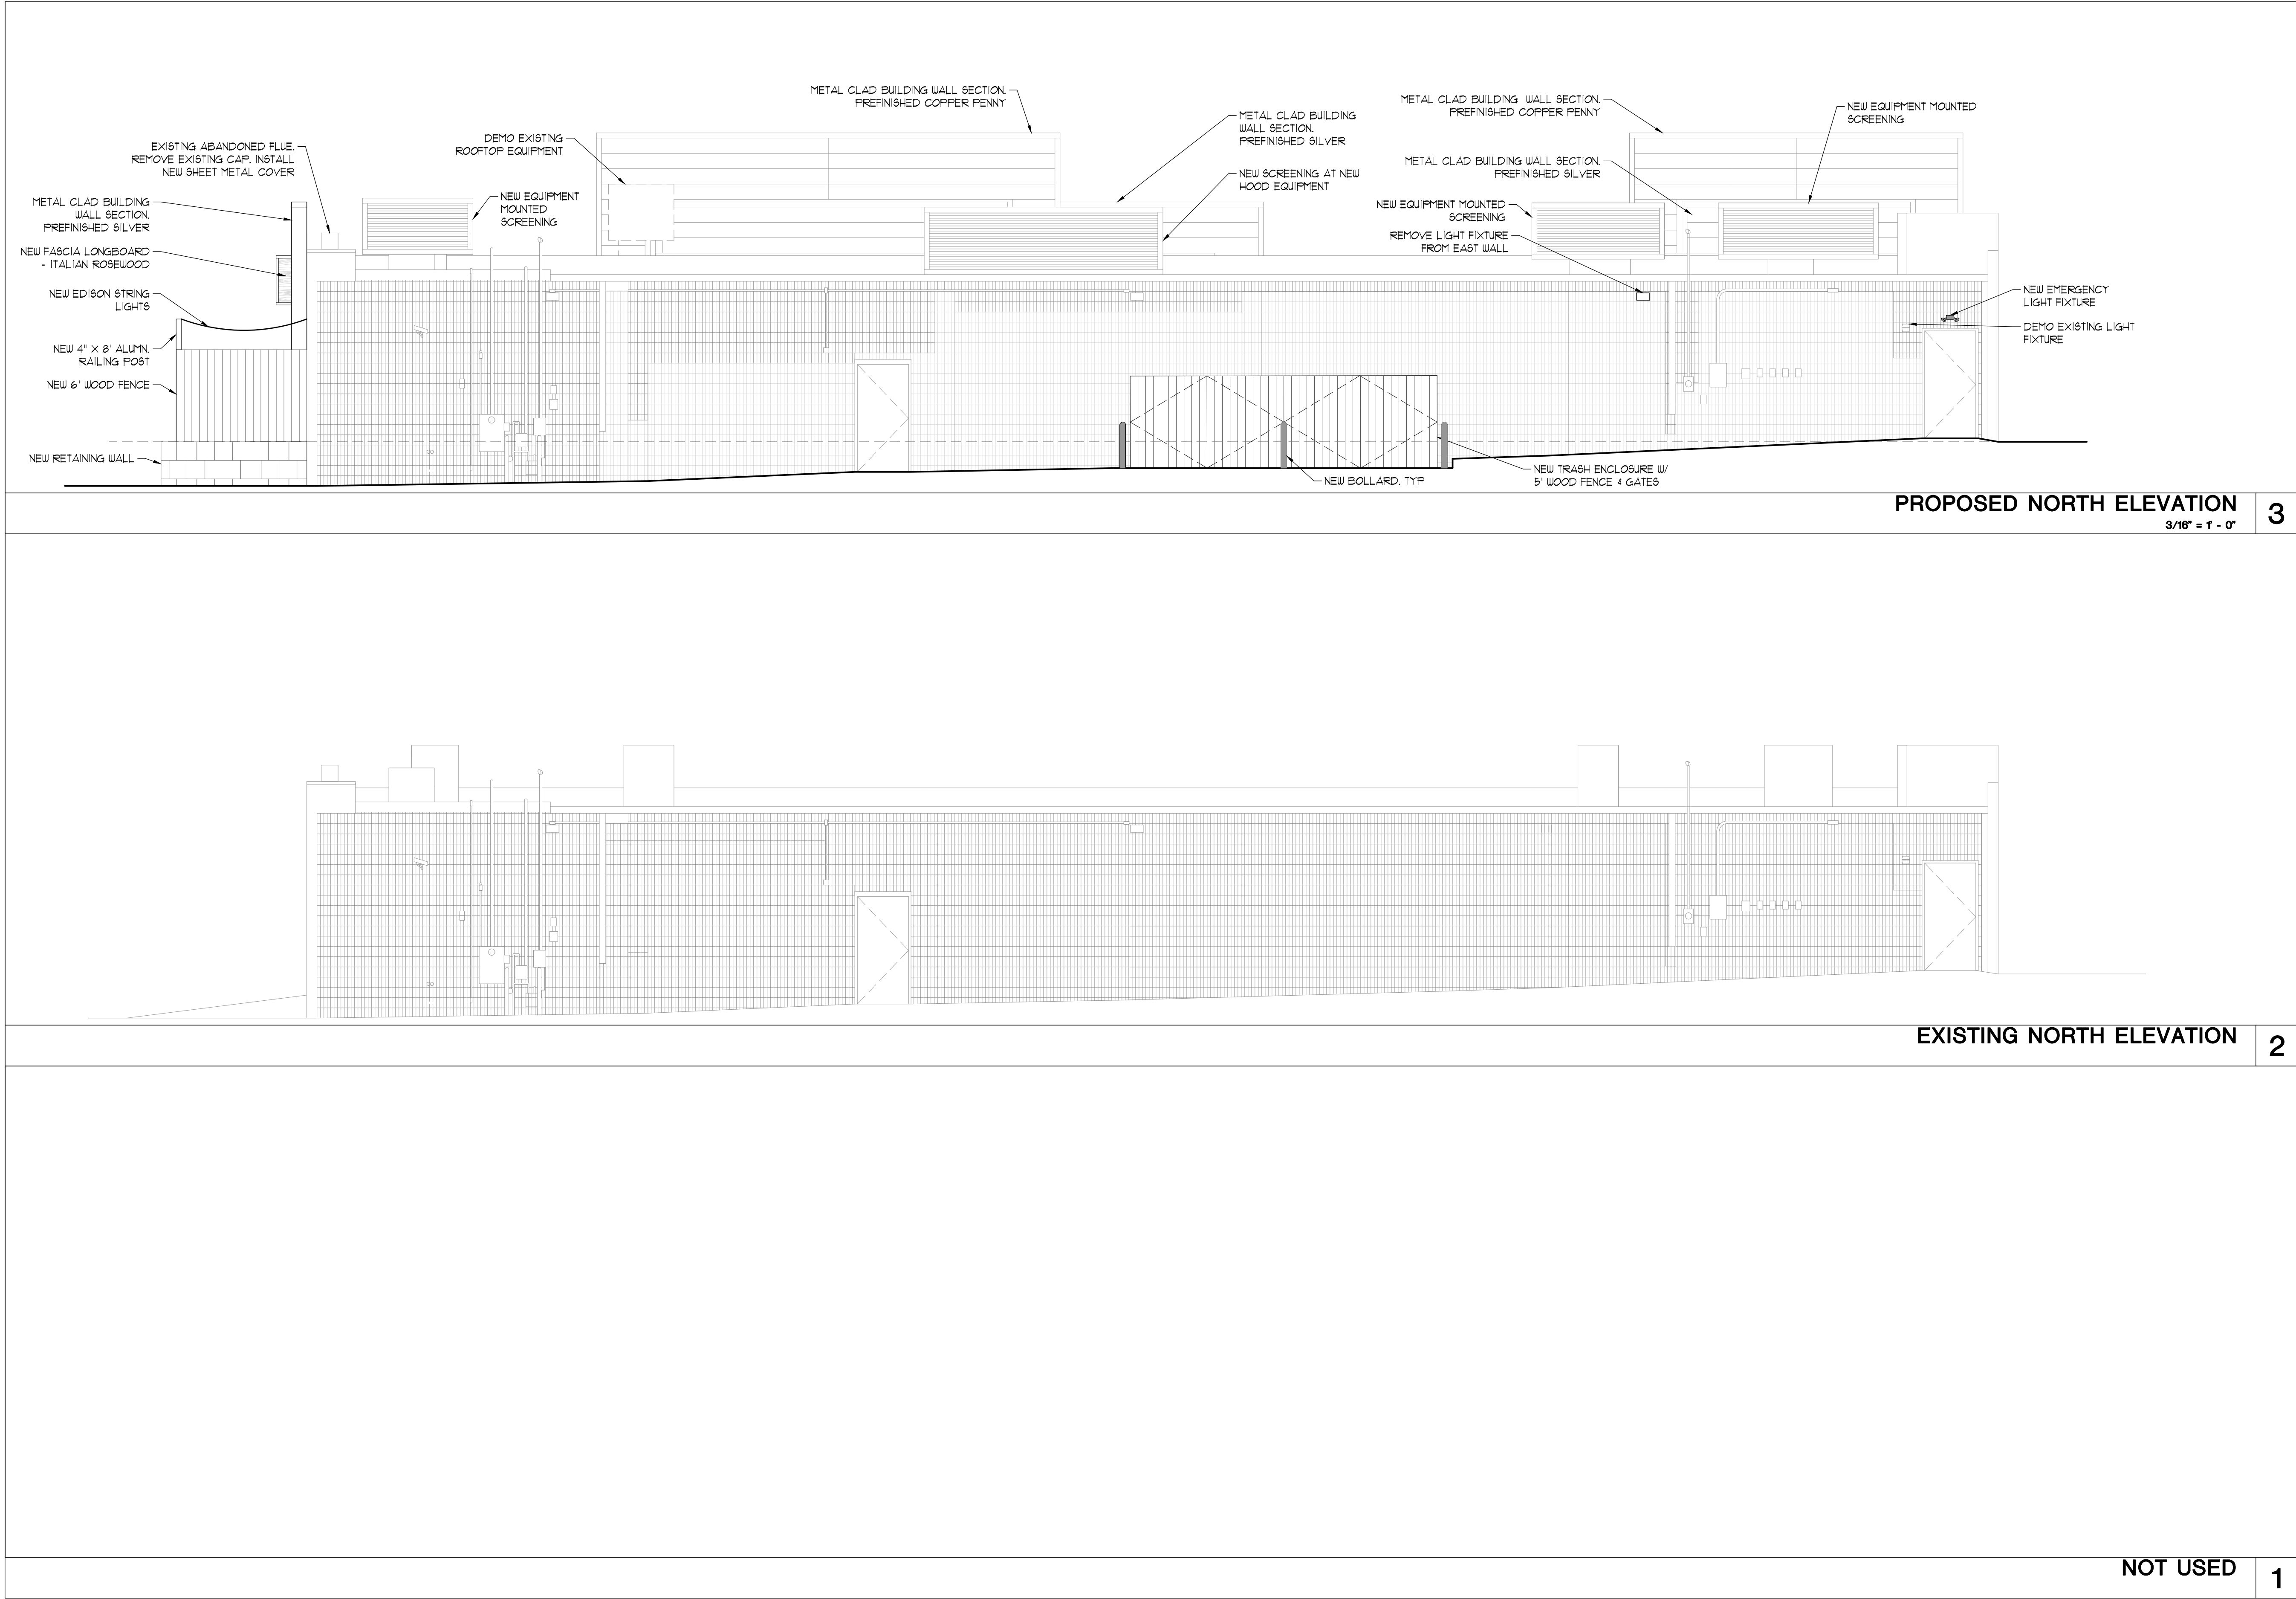 METAL CLAD BUILDING WALL SECTION,
PREFINISHED COPPER PENNY
METAL CLAD BUILDING
WALL SECTION,
PREFINISHED SILVER
METAL CLAD BUILDING WALL SECTION,
PREFINISHED COPPER PENNY
NEW EQUIPMENT MOUNTED
SCREENING
DEMO EXISTING
ROOFTOP EQUIPMENT
EXISTING ABANDONED FLUE,
REMOVE EXISTING CAP, INSTALL
NEW SHEET METAL COVER
METAL CLAD BUILDING WALL SECTION,
PREFINISHED SILVER
NEW SCREENING AT NEW
HOOD EQUIPMENT
NEW EQUIPMENT
MOUNTED
SCREENING
METAL CLAD BUILDING
WALL SECTION,
PREFINISHED SILVER
NEW EQUIPMENT MOUNTED
SCREENING
REMOVE LIGHT FIXTURE
FROM EAST WALL
NEW FASCIA LONGBOARD
- ITALIAN ROSEWOOD
NEW EDISON STRING
LIGHTS
NEW EMERGENCY
LIGHT FIXTURE
DEMO EXISTING LIGHT
FIXTURE
NEW 4" X 8' ALUMN.
RAILING POST
NEW 6' WOOD FENCE
NEW RETAINING WALL
NEW TRASH ENCLOSURE W/
5' WOOD FENCE & GATES
NEW BOLLARD, TYP
PROPOSED NORTH ELEVATION
3/16" = 1' - 0"
3
EXISTING NORTH ELEVATION
2
NOT USED
1